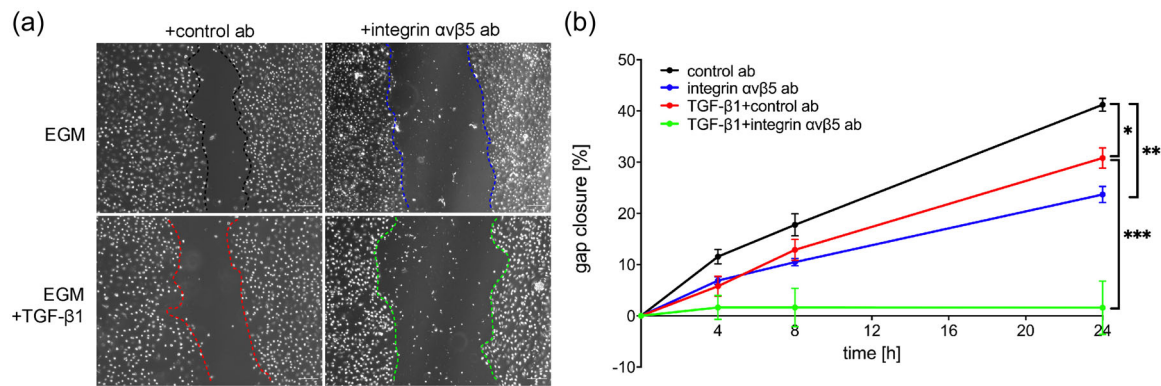 (a)
+control ab
+integrin αvβ5 ab
EGM
EGM
+TGF-β1
(b)
control ab
integrin αvβ5 ab
TGF-β1+control ab
TGF-β1+integrin αvβ5 ab
50
40
30
20
10
0
-10
gap closure [%]
4
8
12
16
20
24
time [h]
*
**
***